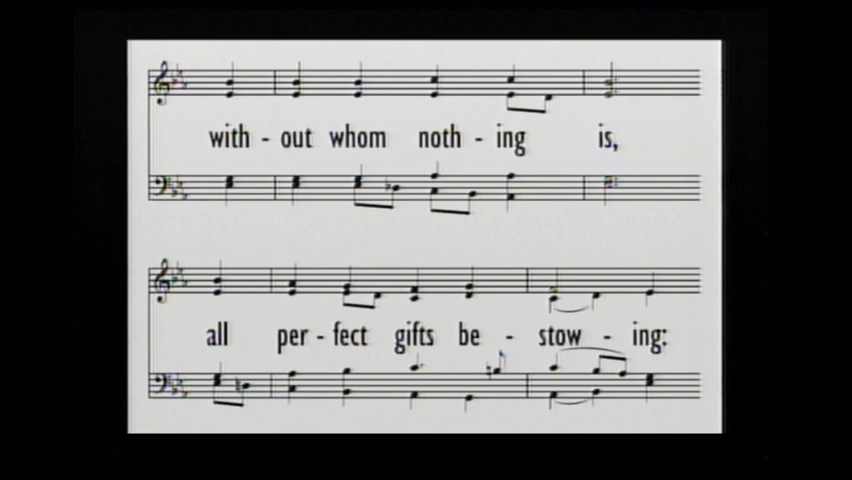 with - out whom noth - ing is,
all per - fect gifts be - stow - ing: